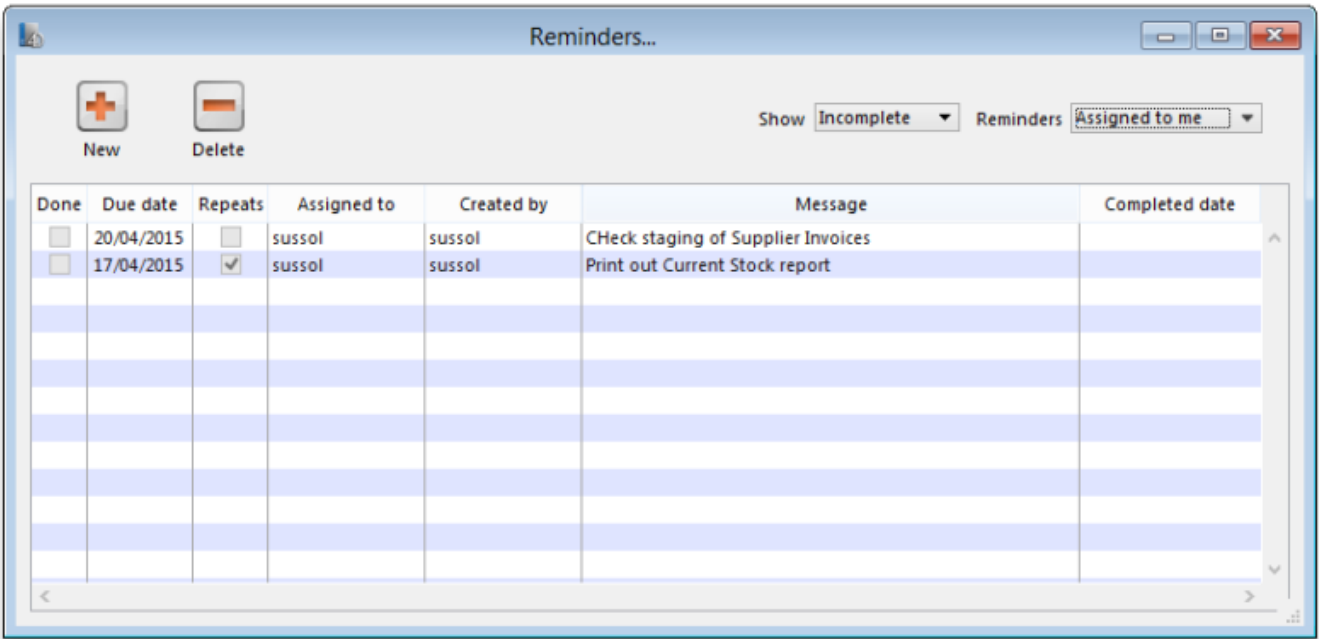 Reminders...
Show Incomplete Reminders Assigned to me
New Delete
Done Due date Repeats Assigned to Created by Message Completed date
20/04/2015 sussol sussol CHeck staging of Supplier Invoices
17/04/2015 sussol sussol Print out Current Stock report